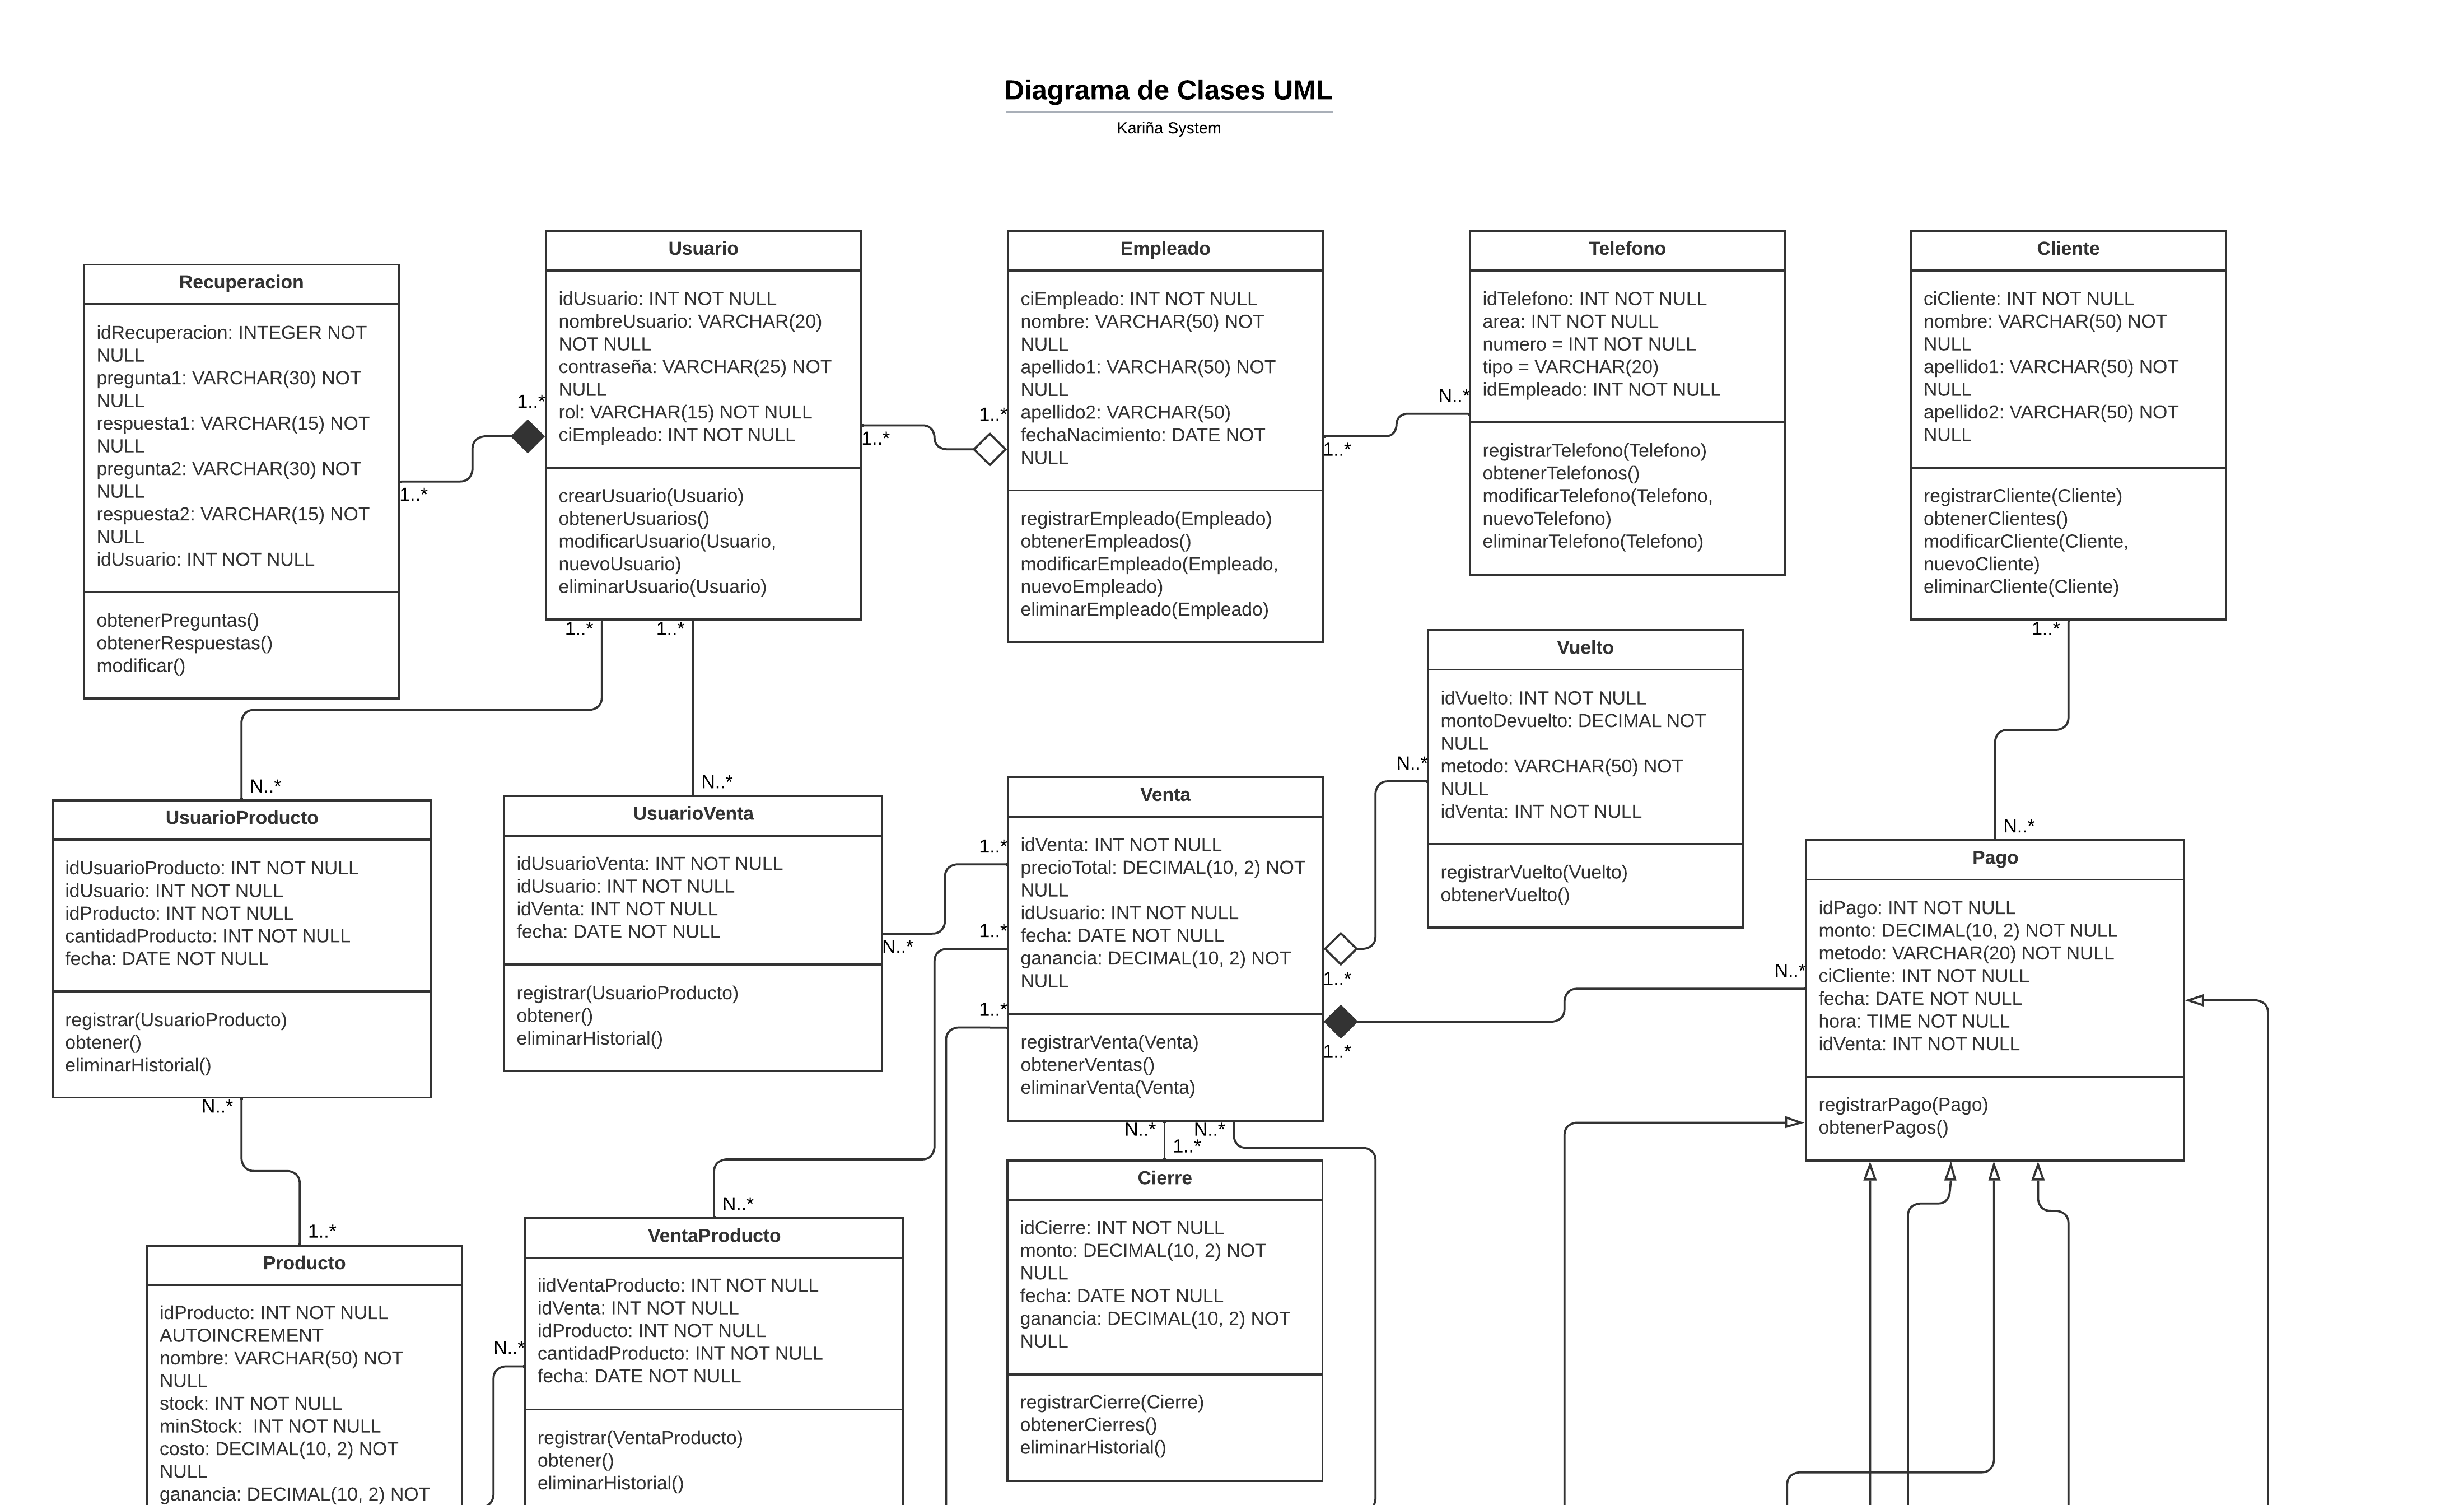 Diagrama de Clases UML
Kariña System
Recuperacion
idRecuperacion: INTEGER NOT
NULL
pregunta1: VARCHAR(30) NOT
NULL
respuesta1: VARCHAR(15) NOT
NULL
pregunta2: VARCHAR(30) NOT
NULL
respuesta2: VARCHAR(15) NOT
NULL
idUsuario: INT NOT NULL
obtenerPreguntas()
obtenerRespuestas()
modificar()
1..*
1..*
Usuario
idUsuario: INT NOT NULL
nombreUsuario: VARCHAR(20)
NOT NULL
contraseña: VARCHAR(25) NOT
NULL
rol: VARCHAR(15) NOT NULL
ciEmpleado: INT NOT NULL
crearUsuario(Usuario)
obtenerUsuarios()
modificarUsuario(Usuario,
nuevoUsuario)
eliminarUsuario(Usuario)
1..*
1..*
1..*
1..*
Empleado
ciEmpleado: INT NOT NULL
nombre: VARCHAR(50) NOT
NULL
apellido1: VARCHAR(50) NOT
NULL
apellido2: VARCHAR(50)
fechaNacimiento: DATE NOT
NULL
registrarEmpleado(Empleado)
obtenerEmpleados()
modificarEmpleado(Empleado,
nuevoEmpleado)
eliminarEmpleado(Empleado)
1..*
N..*
Telefono
idTelefono: INT NOT NULL
area: INT NOT NULL
numero = INT NOT NULL
tipo = VARCHAR(20)
idEmpleado: INT NOT NULL
registrarTelefono(Telefono)
obtenerTelefonos()
modificarTelefono(Telefono,
nuevoTelefono)
eliminarTelefono(Telefono)
Cliente
ciCliente: INT NOT NULL
nombre: VARCHAR(50) NOT
NULL
apellido1: VARCHAR(50) NOT
NULL
apellido2: VARCHAR(50) NOT
NULL
registrarCliente(Cliente)
obtenerClientes()
modificarCliente(Cliente,
nuevoCliente)
eliminarCliente(Cliente)
1..*
N..*
Vuelto
idVuelto: INT NOT NULL
montoDevuelto: DECIMAL NOT
NULL
metodo: VARCHAR(50) NOT
NULL
idVenta: INT NOT NULL
registrarVuelto(Vuelto)
obtenerVuelto()
N..*
N..*
UsuarioProducto
idUsuarioProducto: INT NOT NULL
idUsuario: INT NOT NULL
idProducto: INT NOT NULL
cantidadProducto: INT NOT NULL
fecha: DATE NOT NULL
registrar(UsuarioProducto)
obtener()
eliminarHistorial()
N..*
N..*
UsuarioVenta
idUsuarioVenta: INT NOT NULL
idUsuario: INT NOT NULL
idVenta: INT NOT NULL
fecha: DATE NOT NULL
registrar(UsuarioProducto)
obtener()
eliminarHistorial()
N..*
1..*
1..*
1..*
Venta
idVenta: INT NOT NULL
precioTotal: DECIMAL(10, 2) NOT
NULL
idUsuario: INT NOT NULL
fecha: DATE NOT NULL
ganancia: DECIMAL(10, 2) NOT
NULL
registrarVenta(Venta)
obtenerVentas()
eliminarVenta(Venta)
1..*
1..*
N..*
N..*
N..*
1..*
Pago
idPago: INT NOT NULL
monto: DECIMAL(10, 2) NOT NULL
metodo: VARCHAR(20) NOT NULL
ciCliente: INT NOT NULL
fecha: DATE NOT NULL
hora: TIME NOT NULL
idVenta: INT NOT NULL
registrarPago(Pago)
obtenerPagos()
1..*
Producto
idProducto: INT NOT NULL
AUTOINCREMENT
nombre: VARCHAR(50) NOT
NULL
stock: INT NOT NULL
minStock:  INT NOT NULL
costo: DECIMAL(10, 2) NOT
NULL
ganancia: DECIMAL(10, 2) NOT
N..*
N..*
VentaProducto
iidVentaProducto: INT NOT NULL
idVenta: INT NOT NULL
idProducto: INT NOT NULL
cantidadProducto: INT NOT NULL
fecha: DATE NOT NULL
registrar(VentaProducto)
obtener()
eliminarHistorial()
Cierre
idCierre: INT NOT NULL
monto: DECIMAL(10, 2) NOT
NULL
fecha: DATE NOT NULL
ganancia: DECIMAL(10, 2) NOT
NULL
registrarCierre(Cierre)
obtenerCierres()
eliminarHistorial()